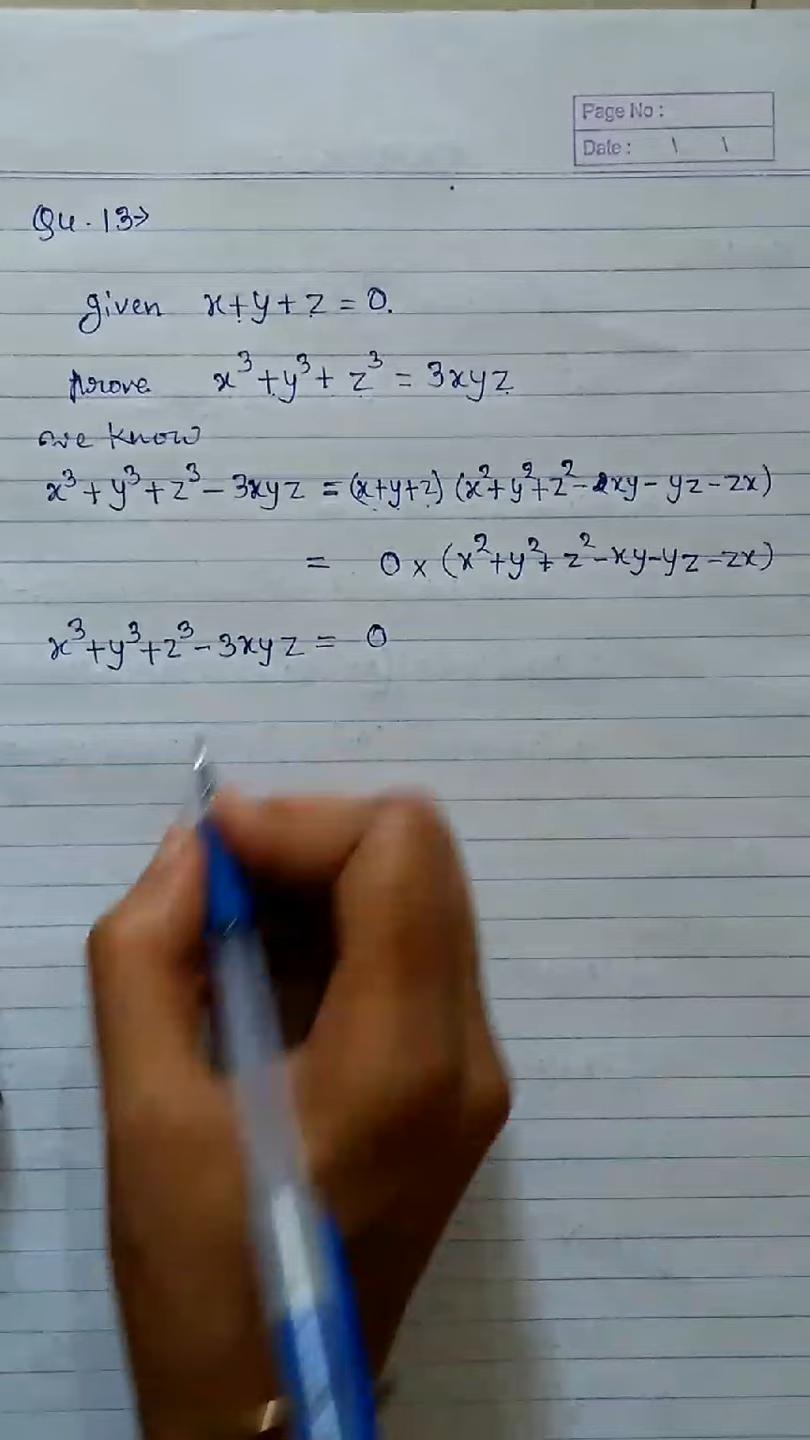 Page No :
Date : \ \
Qu. 13→
given x+y+z = 0.
prove x³+y³+z³ = 3xyz
we know
x³+y³+z³-3xyz = (x+y+z) (x²+y²+z²-xy-yz-zx)
= 0 × (x²+y²+z²-xy-yz-zx)
x³+y³+z³-3xyz = 0